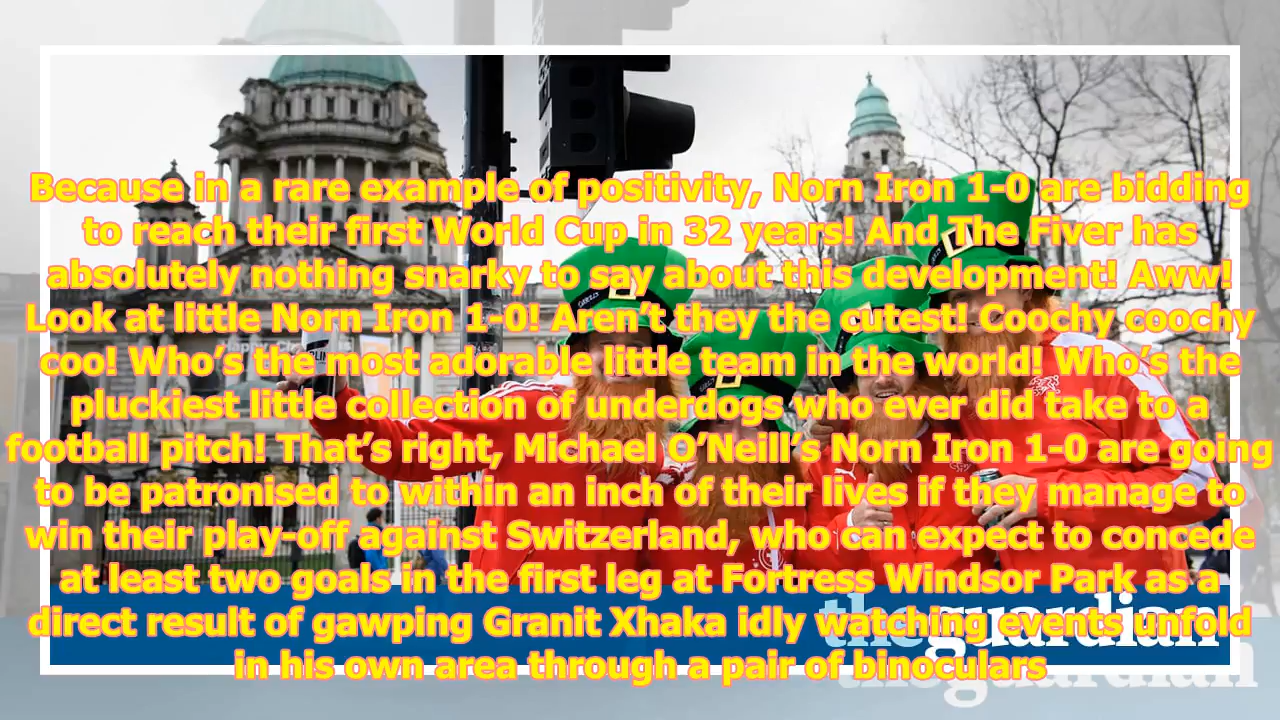 Because in a rare example of positivity, Norn Iron 1-0 are bidding
to reach their first World Cup in 32 years! And The Fiver has
absolutely nothing snarky to say about this development! Aww!
Look at little Norn Iron 1-0! Aren’t they the cutest! Coochy coochy
coo! Who’s the most adorable little team in the world! Who’s the
pluckiest little collection of underdogs who ever did take to a
football pitch! That’s right, Michael O’Neill’s Norn Iron 1-0 are going
to be patronised to within an inch of their lives if they manage to
win their play-off against Switzerland, who can expect to concede
at least two goals in the first leg at Fortress Windsor Park as a
direct result of gawping Granit Xhaka idly watching events unfold
in his own area through a pair of binoculars
theguardian
theguardian